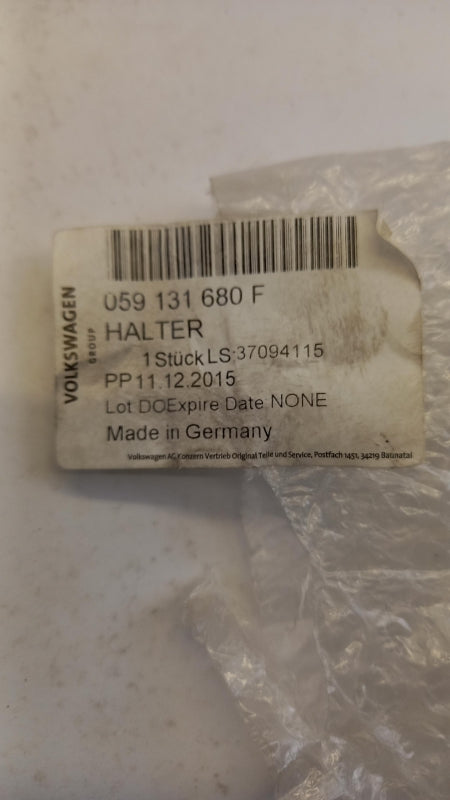 VOLKSWAGEN
GROUP
059 131 680 F
HALTER
1 Stück LS:37094115
PP 11.12.2015
Lot DOExpire Date NONE
Made in Germany
Volkswagen AG, Konzern Vertrieb Original Teile und Service, Postfach 1451, 34219 Baunatal